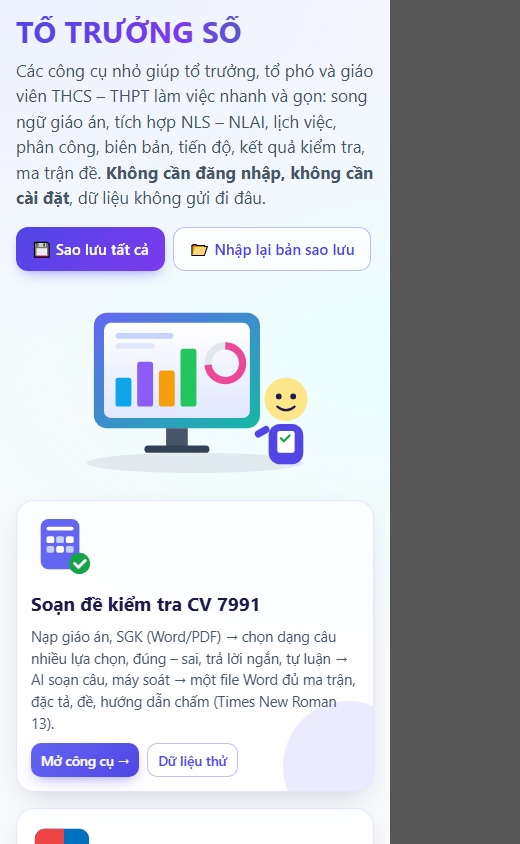 TỔ TRƯỞNG SỐ
Các công cụ nhỏ giúp tổ trưởng, tổ phó và giáo
viên THCS – THPT làm việc nhanh và gọn: song
ngữ giáo án, tích hợp NLS – NLAI, lịch việc,
phân công, biên bản, tiến độ, kết quả kiểm tra,
ma trận đề. Không cần đăng nhập, không cần
cài đặt, dữ liệu không gửi đi đâu.
Sao lưu tất cả
Nhập lại bản sao lưu
Soạn đề kiểm tra CV 7991
Nạp giáo án, SGK (Word/PDF) → chọn dạng câu
nhiều lựa chọn, đúng – sai, trả lời ngắn, tự luận →
AI soạn câu, máy soát → một file Word đủ ma trận,
đặc tả, đề, hướng dẫn chấm (Times New Roman
13).
Mở công cụ →
Dữ liệu thử